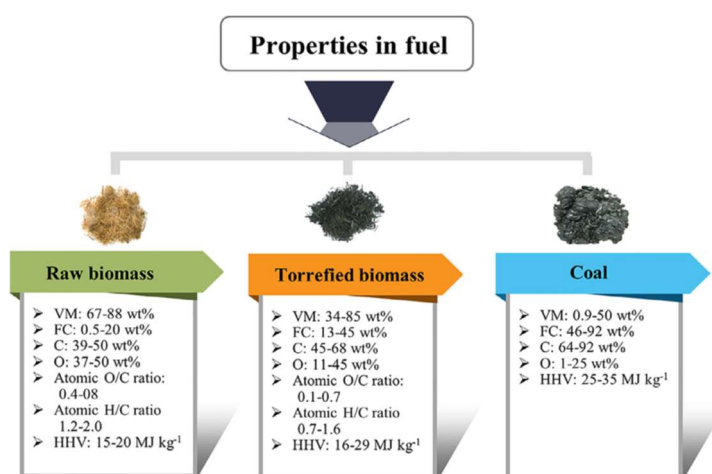 Properties in fuel
Raw biomass
➢ VM: 67-88 wt%
➢ FC: 0.5-20 wt%
➢ C: 39-50 wt%
➢ O: 37-50 wt%
➢ Atomic O/C ratio:
0.4-08
➢ Atomic H/C ratio
1.2-2.0
➢ HHV: 15-20 MJ kg⁻¹
Torrefied biomass
➢ VM: 34-85 wt%
➢ FC: 13-45 wt%
➢ C: 45-68 wt%
➢ O: 11-45 wt%
➢ Atomic O/C ratio:
0.1-0.7
➢ Atomic H/C ratio
0.7-1.6
➢ HHV: 16-29 MJ kg⁻¹
Coal
➢ VM: 0.9-50 wt%
➢ FC: 46-92 wt%
➢ C: 64-92 wt%
➢ O: 1-25 wt%
➢ HHV: 25-35 MJ kg⁻¹